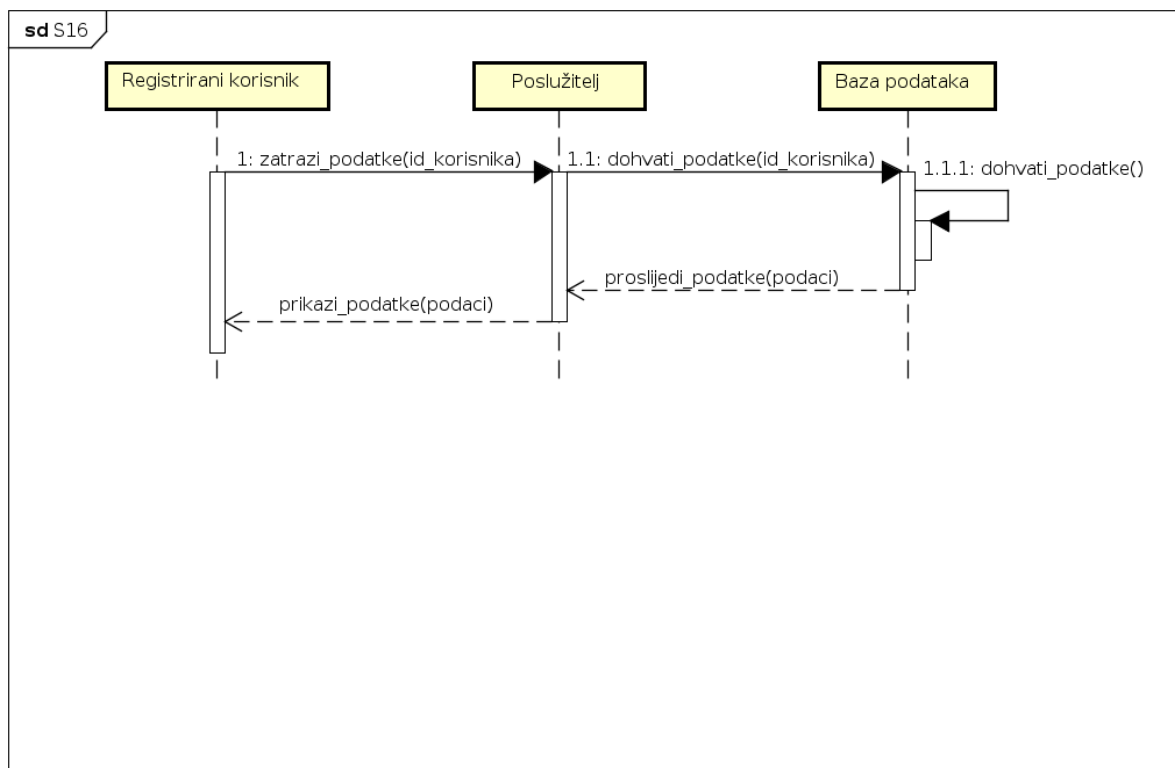 sd S16
Registrirani korisnik
Poslužitelj
Baza podataka
1: zatrazi_podatke(id_korisnika)
1.1: dohvati_podatke(id_korisnika)
1.1.1: dohvati_podatke()
proslijedi_podatke(podaci)
prikazi_podatke(podaci)